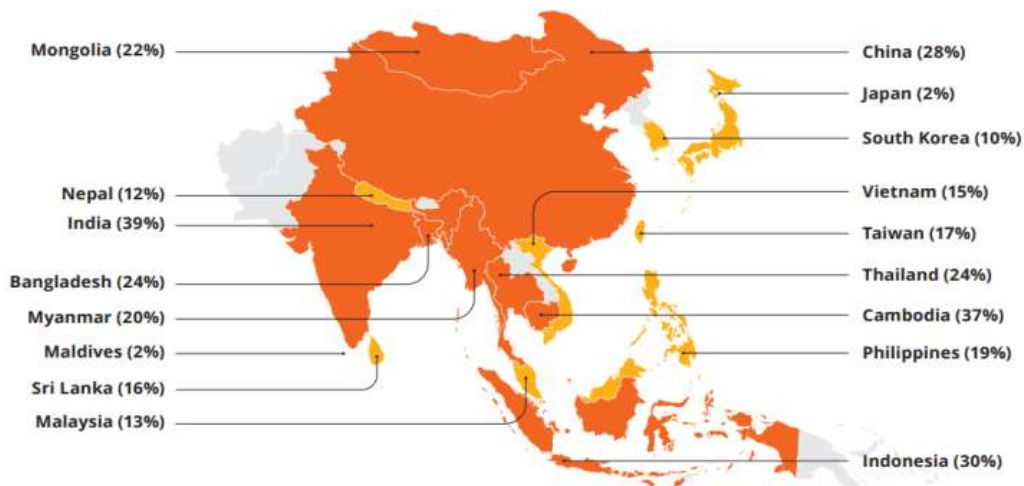 Mongolia (22%)
Nepal (12%)
India (39%)
Bangladesh (24%)
Myanmar (20%)
Maldives (2%)
Sri Lanka (16%)
Malaysia (13%)
China (28%)
Japan (2%)
South Korea (10%)
Vietnam (15%)
Taiwan (17%)
Thailand (24%)
Cambodia (37%)
Philippines (19%)
Indonesia (30%)